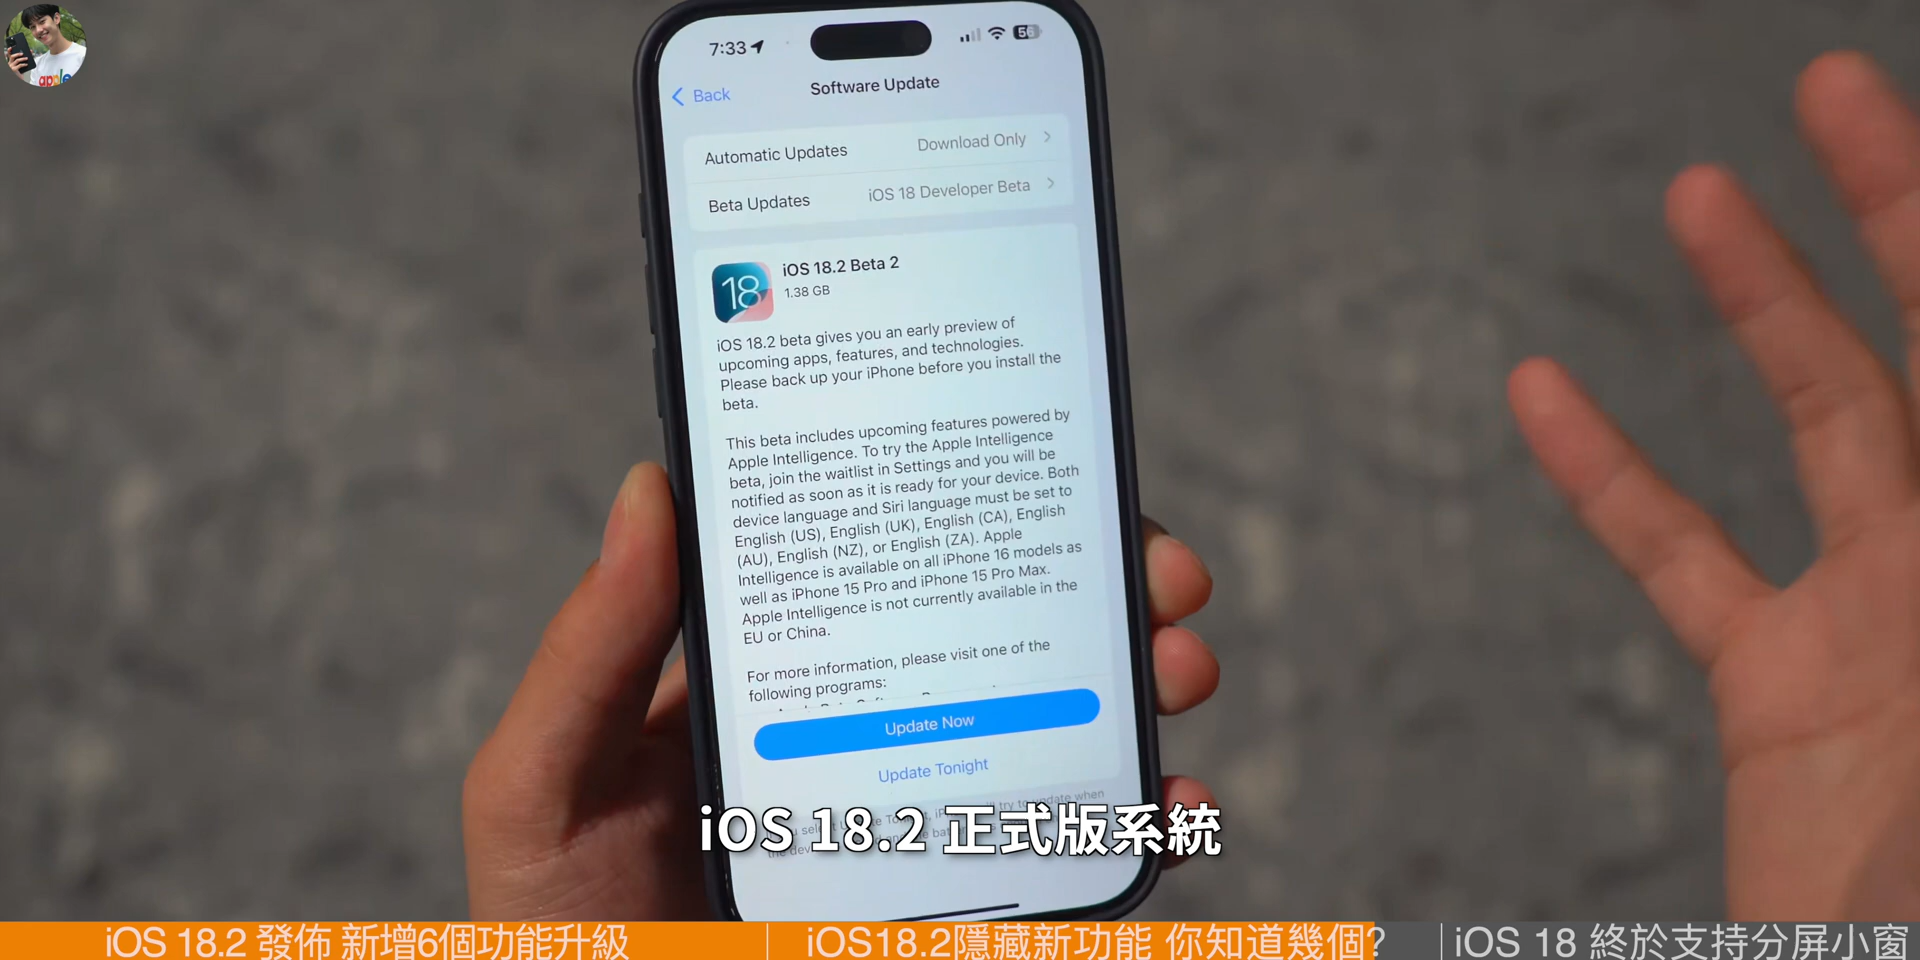 apple
7:33
56
Back
Software Update
Automatic Updates
Download Only
Beta Updates
iOS 18 Developer Beta
18
iOS 18.2 Beta 2
1.38 GB
iOS 18.2 beta gives you an early preview of
upcoming apps, features, and technologies.
Please back up your iPhone before you install the
beta.
This beta includes upcoming features powered by
Apple Intelligence. To try the Apple Intelligence
beta, join the waitlist in Settings and you will be
notified as soon as it is ready for your device. Both
device language and Siri language must be set to
English (US), English (UK), English (CA), English
(AU), English (NZ), or English (ZA). Apple
Intelligence is available on all iPhone 16 models as
well as iPhone 15 Pro and iPhone 15 Pro Max.
Apple Intelligence is not currently available in the
EU or China.
For more information, please visit one of the
following programs:
Update Now
Update Tonight
try to update when
iOS 18.2 正式版系統
iOS 18.2 發佈 新增6個功能升級
iOS18.2隱藏新功能 你知道幾個?
iOS 18 終於支持分屏小窗